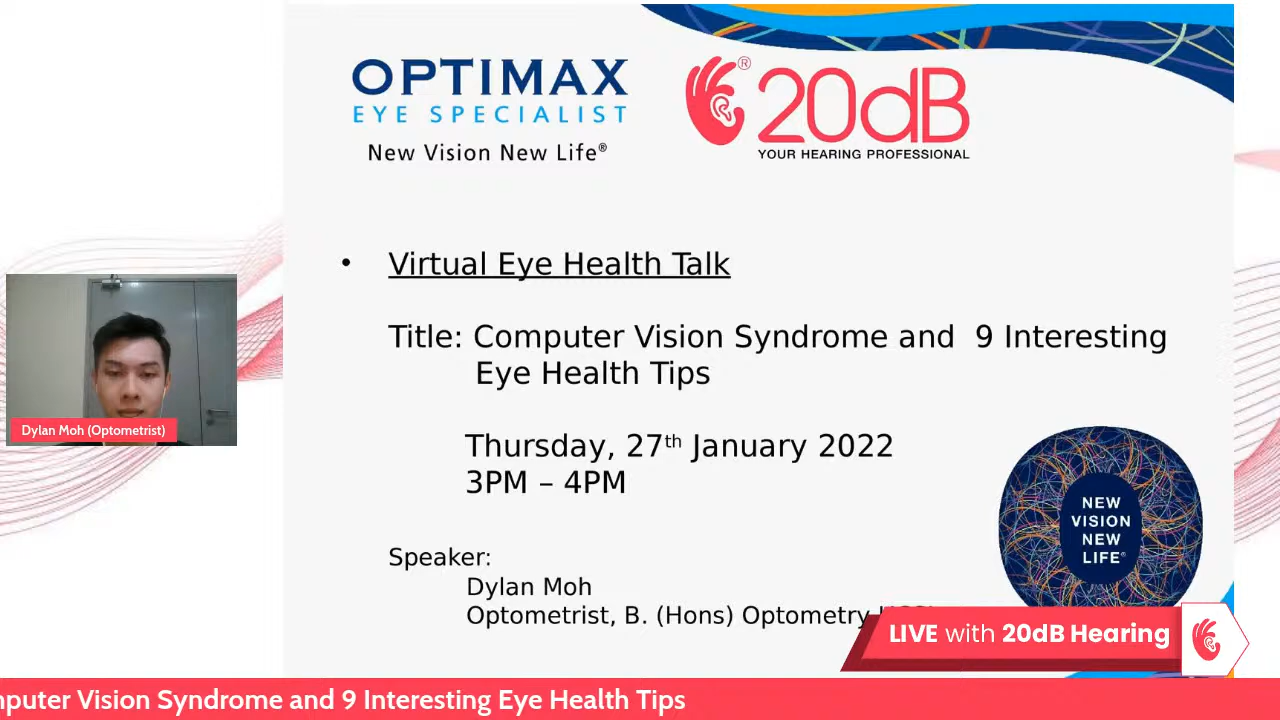 OPTIMAX
EYE SPECIALIST
New Vision New Life®
20dB®
YOUR HEARING PROFESSIONAL
• Virtual Eye Health Talk
Title: Computer Vision Syndrome and 9 Interesting
Eye Health Tips
Thursday, 27th January 2022
3PM – 4PM
Speaker:
Dylan Moh
Optometrist, B. (Hons) Optometry
NEW
VISION
NEW
LIFE®
Dylan Moh (Optometrist)
LIVE with 20dB Hearing
Vision Syndrome and 9 Interesting Eye Health Tips